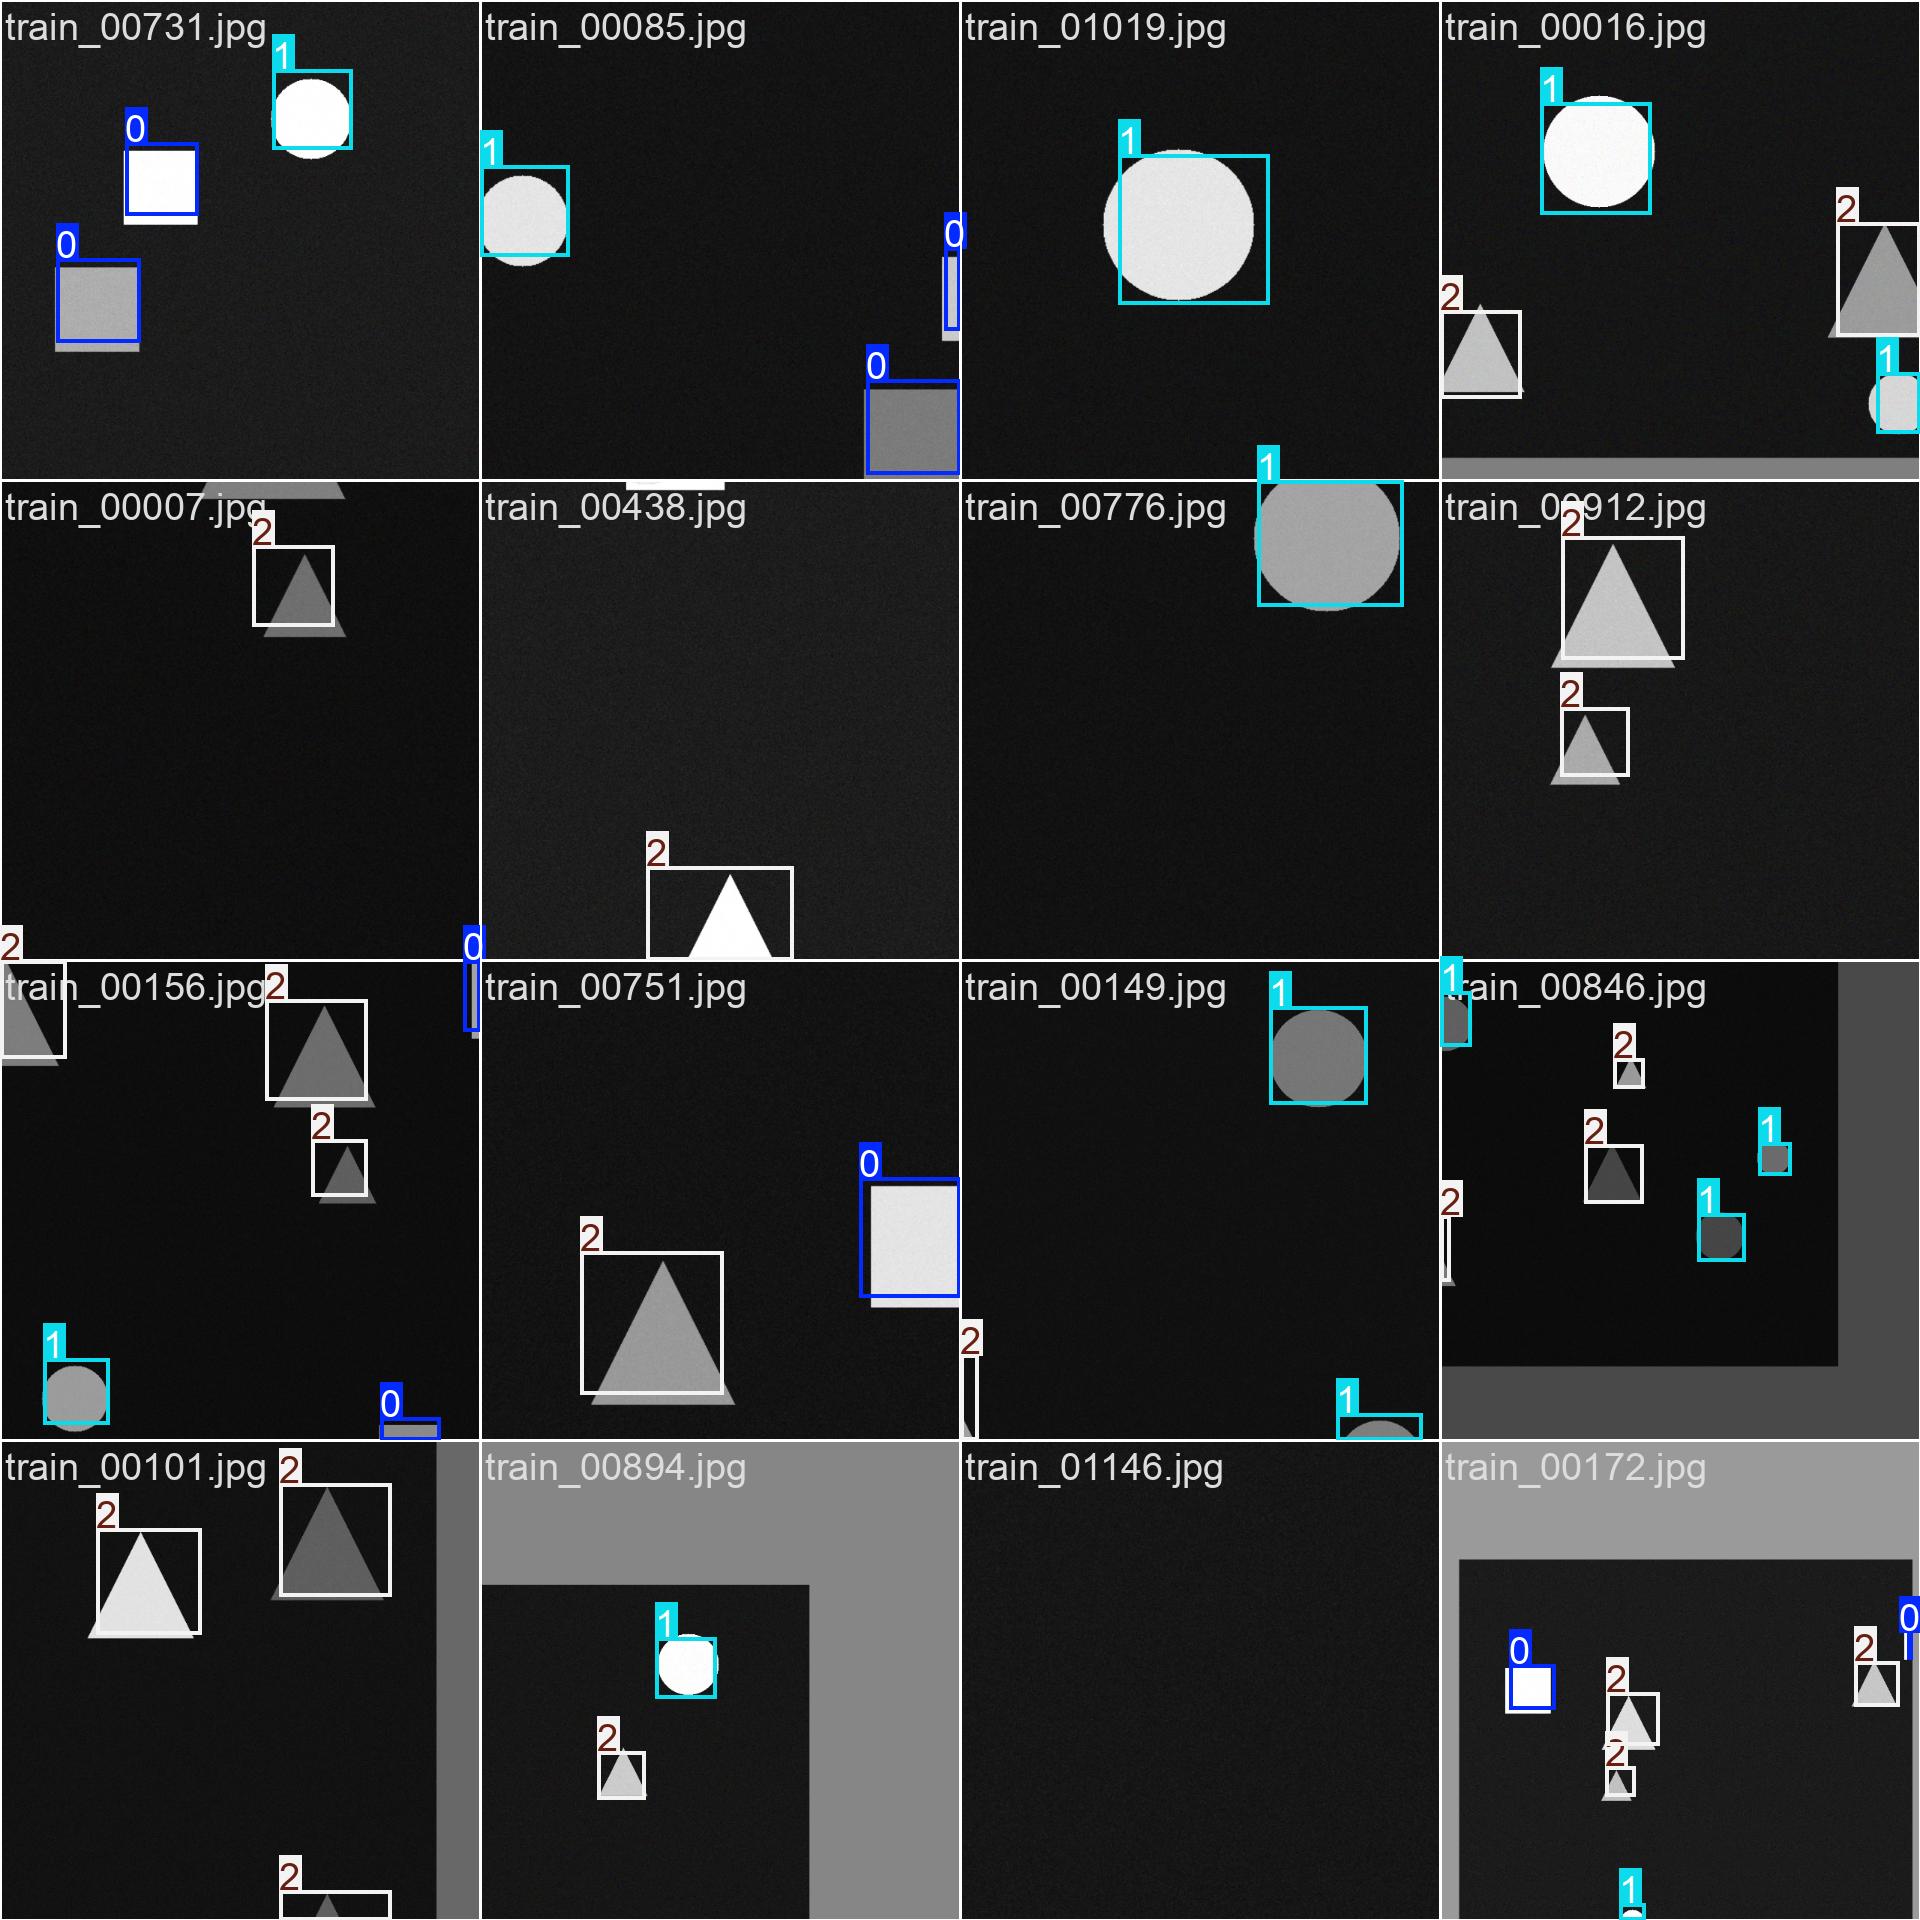 train_00731.jpg
1
0
0
train_00085.jpg
1
0
0
train_01019.jpg
1
train_00016.jpg
1
2
2
1
train_00007.jpg
2
train_00438.jpg
2
train_00776.jpg
1
train_00912.jpg
2
2
train_00156.jpg
2
2
0
2
1
0
train_00751.jpg
0
2
train_00149.jpg
1
2
1
train_00846.jpg
1
2
2
1
1
2
train_00101.jpg
2
2
2
train_00894.jpg
1
2
train_01146.jpg
train_00172.jpg
0
0
2
2
2
1